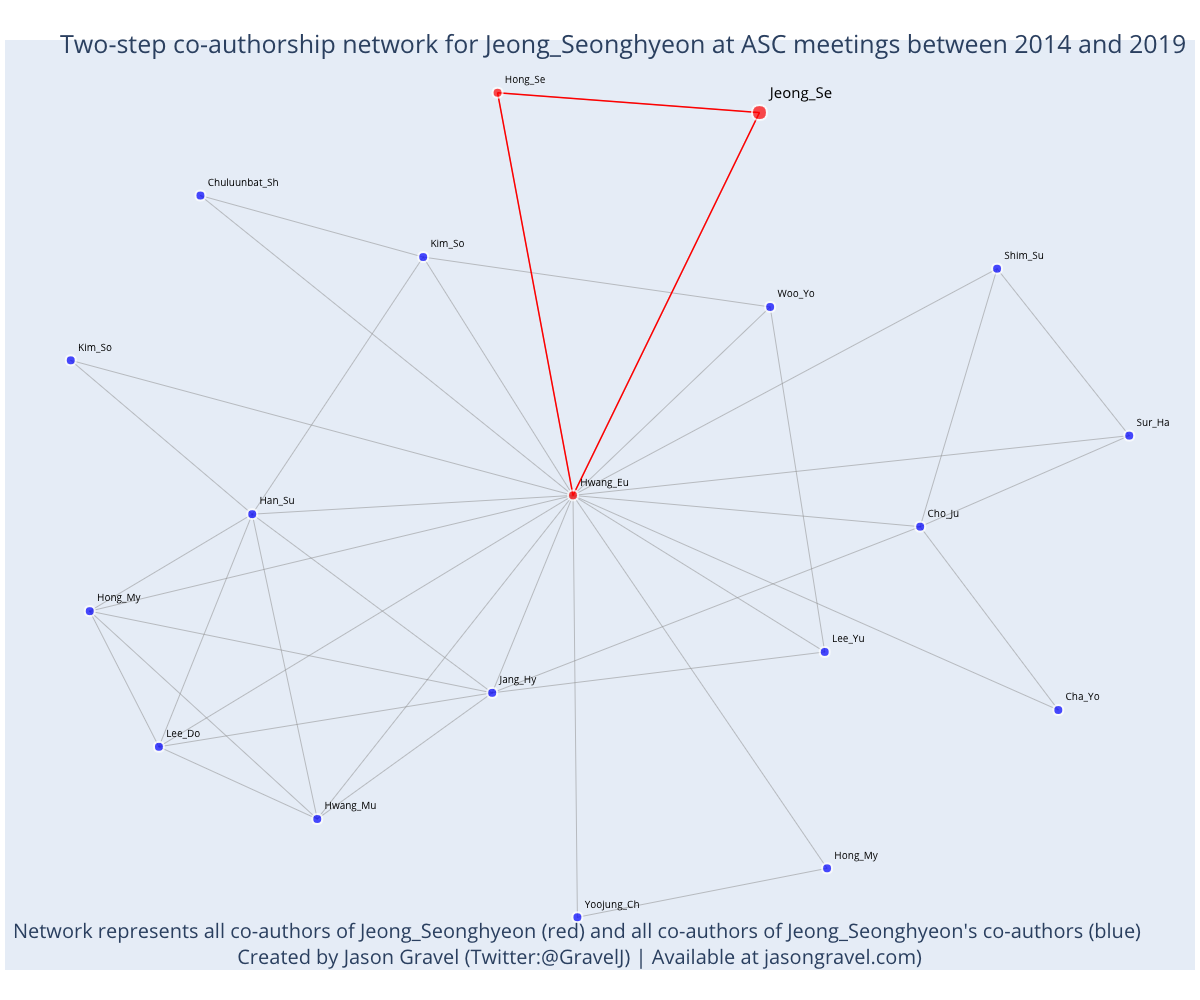 Two-step co-authorship network for Jeong_Seonghyeon at ASC meetings between 2014 and 2019
Hong_Se
Jeong_Se
Chuluunbat_Sh
Kim_So
Shim_Su
Woo_Yo
Kim_So
Sur_Ha
Hwang_Eu
Han_Su
Cho_Ju
Hong_My
Lee_Yu
Jang_Hy
Cha_Yo
Lee_Do
Hwang_Mu
Hong_My
Yoojung_Ch
Network represents all co-authors of Jeong_Seonghyeon (red) and all co-authors of Jeong_Seonghyeon's co-authors (blue)
Created by Jason Gravel (Twitter:@GravelJ) | Available at jasongravel.com)